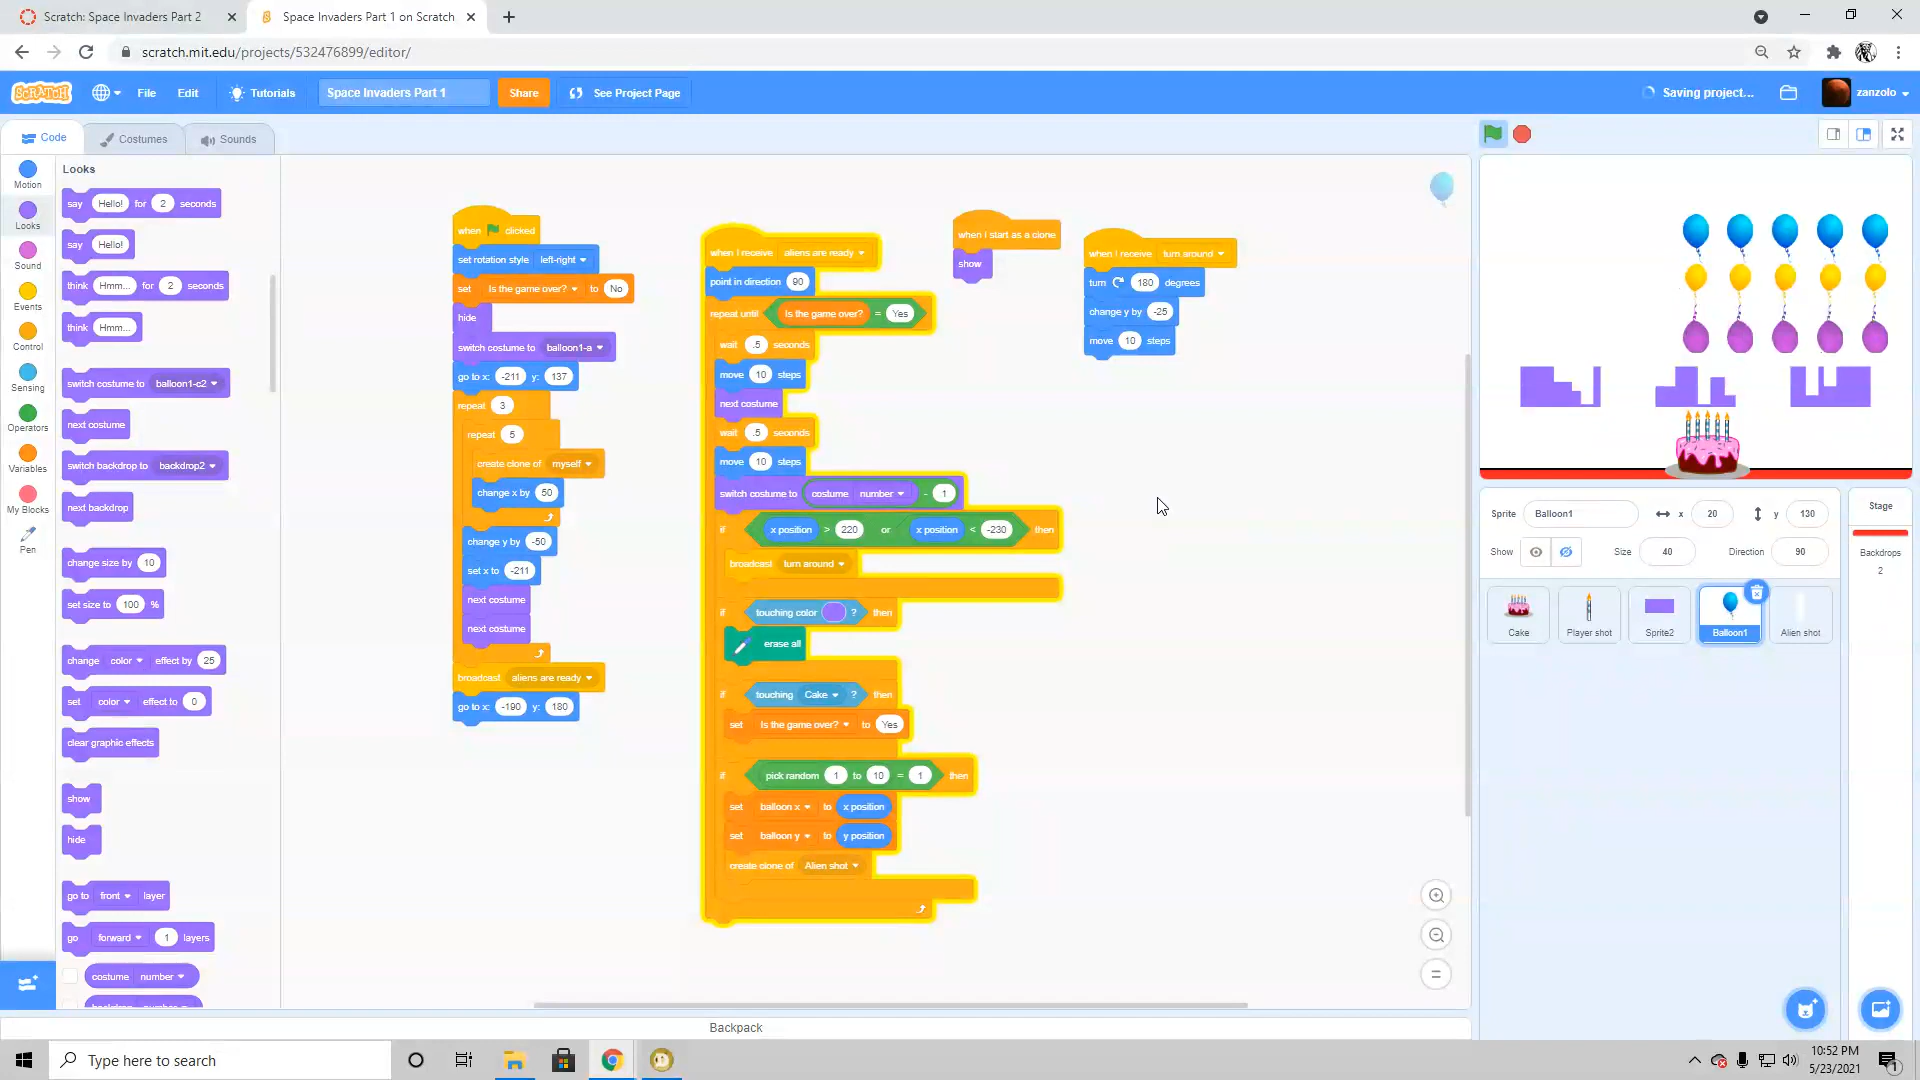 Scratch: Space Invaders Part 2
Space Invaders Part 1 on Scratch
scratch.mit.edu/projects/532476899/editor/
SCRATCH
File
Edit
Tutorials
Space Invaders Part 1
Share
See Project Page
Saving project...
zanzolo
Code
Costumes
Sounds
Motion
Looks
Sound
Events
Control
Sensing
Operators
Variables
My Blocks
Pen
Looks
say Hello! for 2 seconds
say Hello!
think Hmm... for 2 seconds
think Hmm...
switch costume to balloon1-c2
next costume
switch backdrop to backdrop2
next backdrop
change size by 10
set size to 100 %
change color effect by 25
set color effect to 0
clear graphic effects
show
hide
go to front layer
go forward 1 layers
costume number
when clicked
set rotation style left-right
set Is the game over? to No
hide
switch costume to balloon1-a
go to x: -211 y: 137
repeat 3
repeat 5
create clone of myself
change x by 50
change y by -50
set x to -211
next costume
next costume
broadcast aliens are ready
go to x: -190 y: 180
when I receive aliens are ready
point in direction 90
repeat until Is the game over? = Yes
wait .5 seconds
move 10 steps
next costume
wait .5 seconds
move 10 steps
switch costume to costume number - 1
if x position > 220 or x position < -230 then
broadcast turn around
if touching color ? then
erase all
if touching Cake ? then
set Is the game over? to Yes
if pick random 1 to 10 = 1 then
set balloon x to x position
set balloon y to y position
create clone of Alien shot
when I start as a clone
show
when I receive turn around
turn 180 degrees
change y by -25
move 10 steps
Sprite Balloon1 x 20 y 130
Show Size 40 Direction 90
Cake
Player shot
Sprite2
Balloon1
Alien shot
Stage
Backdrops
2
Backpack
Type here to search
10:52 PM
5/23/2021
1